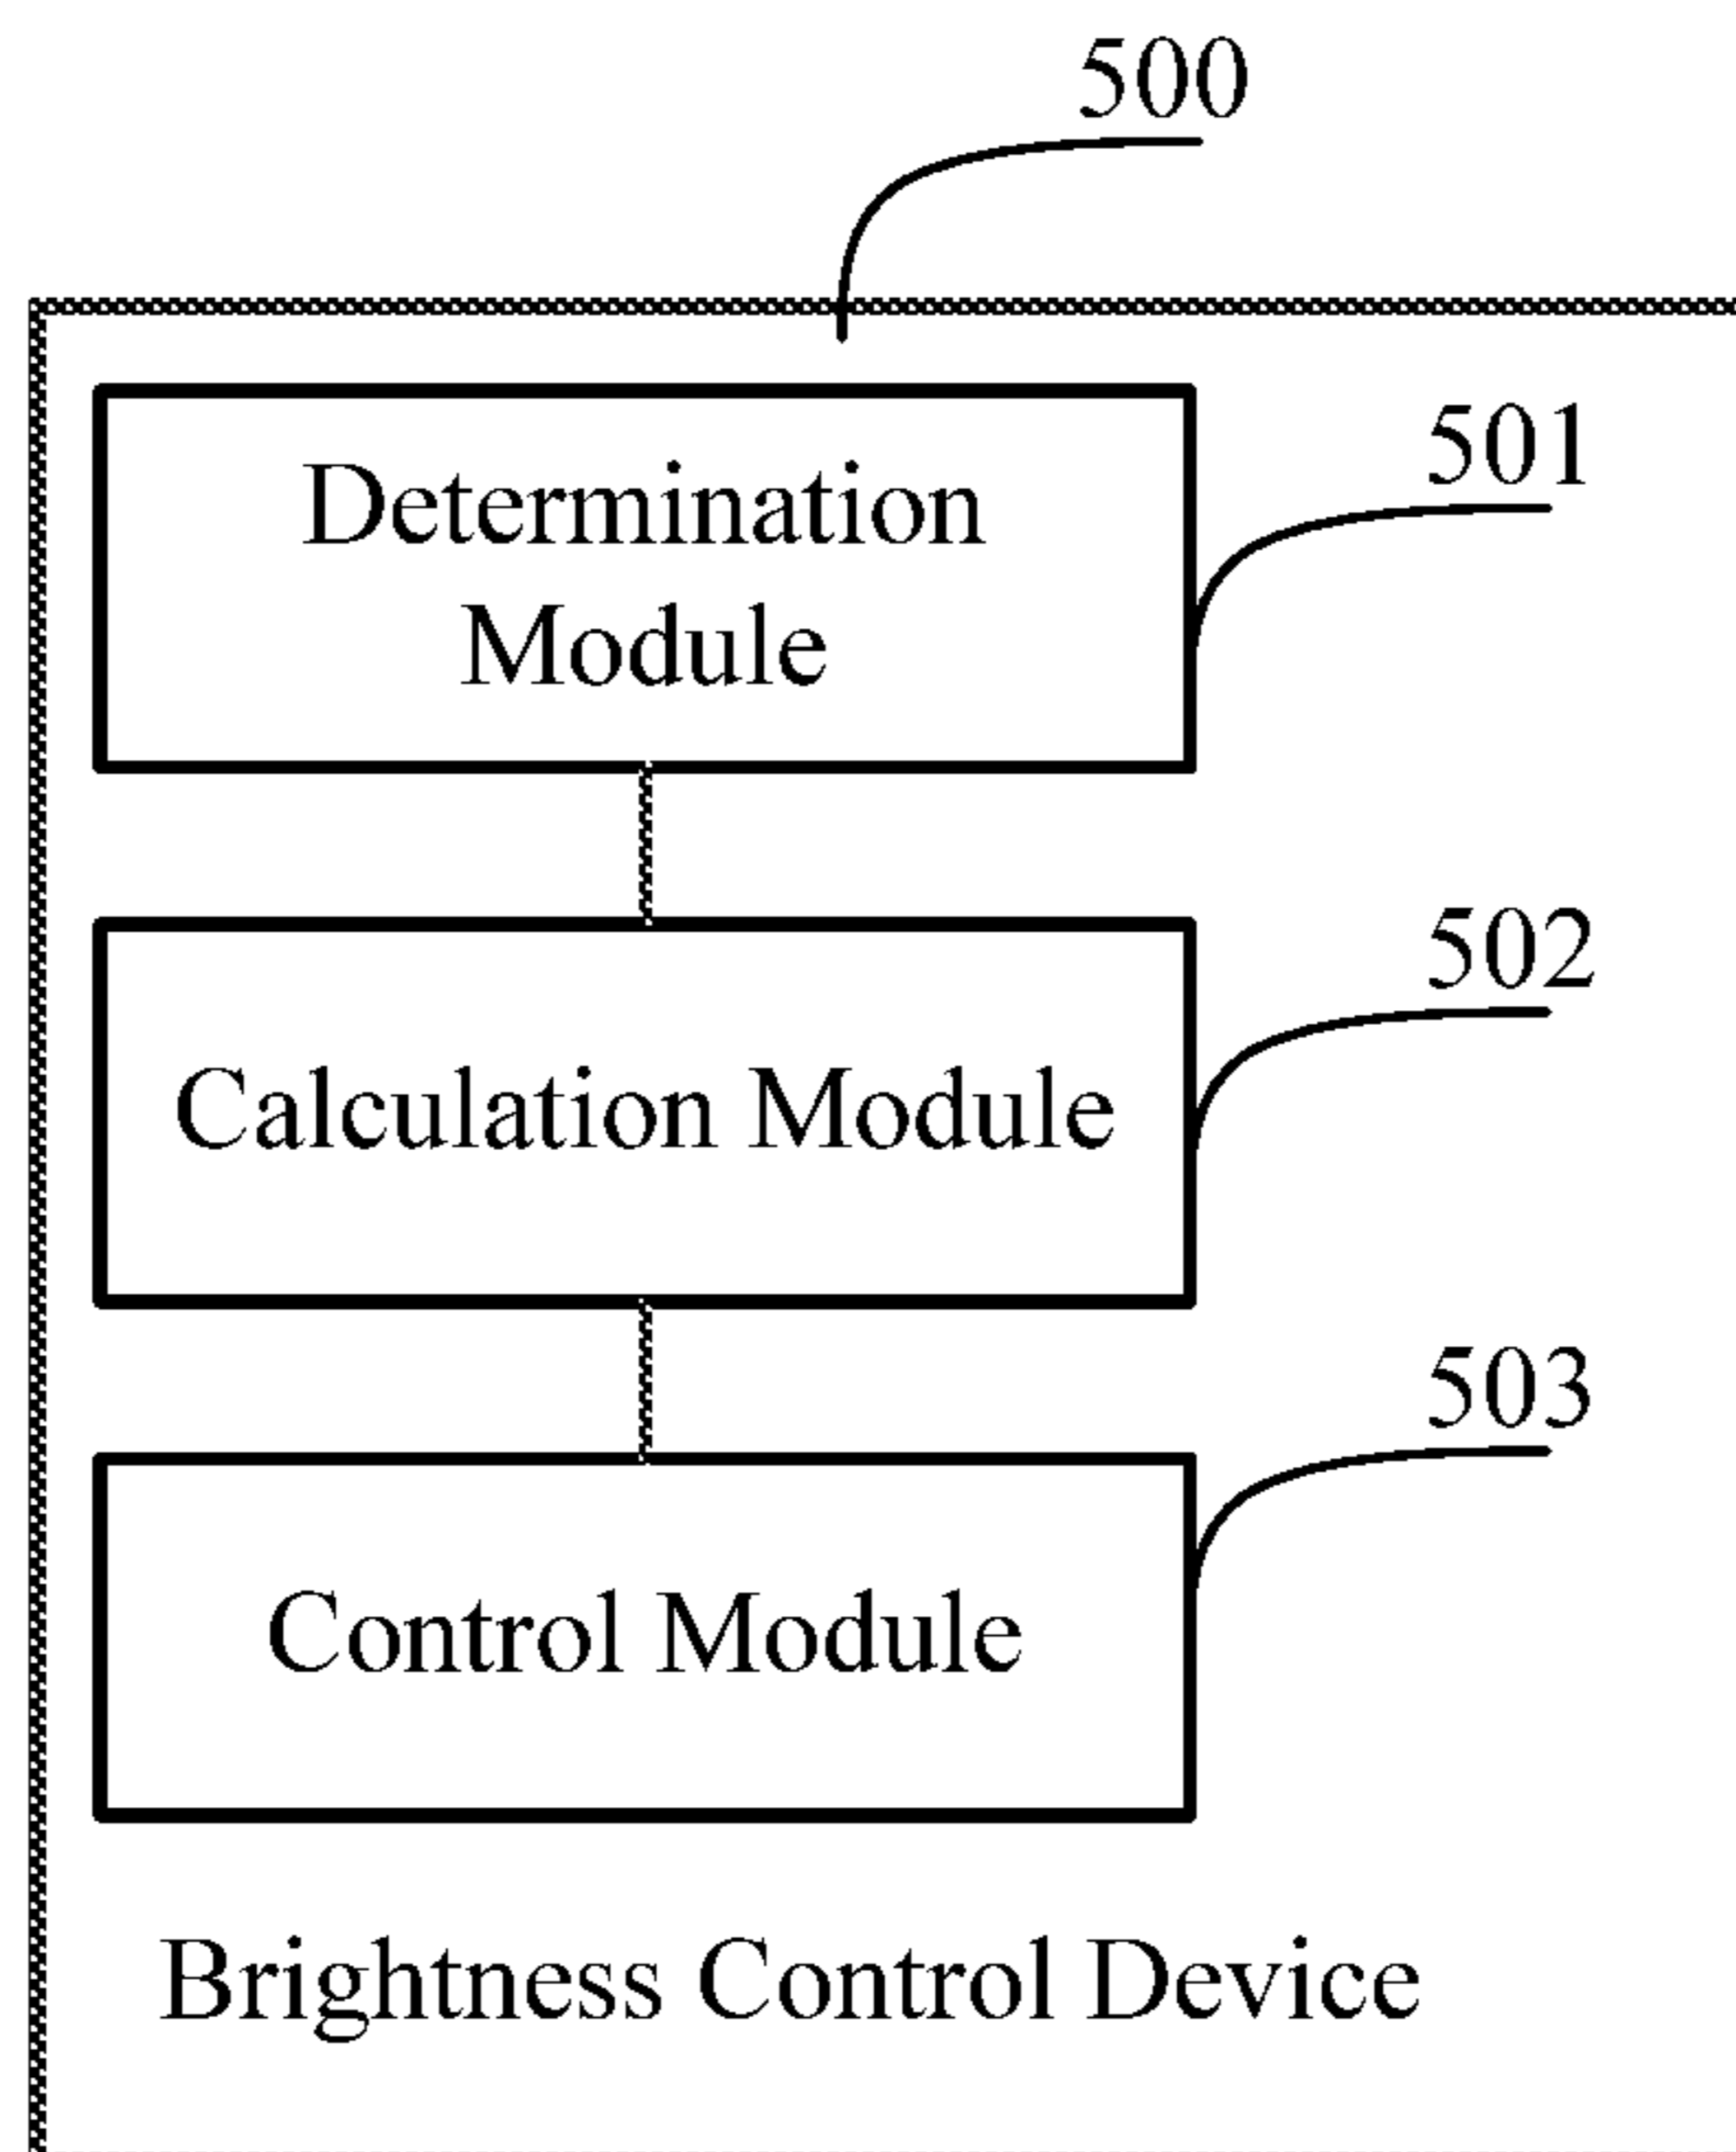 500
Determination
Module
501
Calculation Module
502
Control Module
503
Brightness Control Device